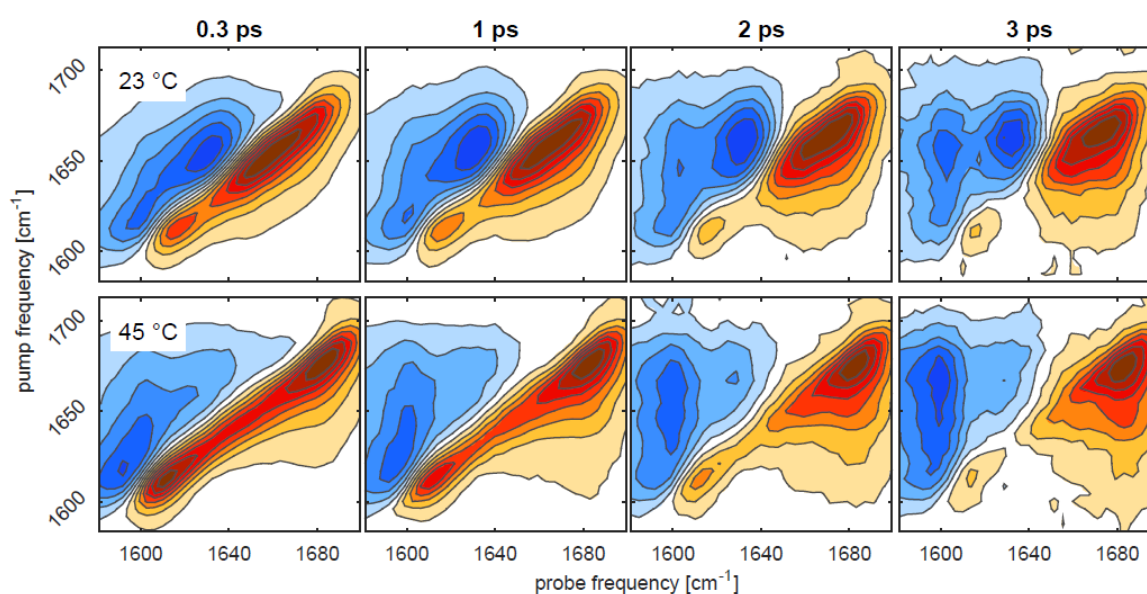 0.3 ps 1 ps 2 ps 3 ps
23 °C
1700
1650
1600
45 °C
1700
1650
1600
pump frequency [cm⁻¹]
1600 1640 1680 1600 1640 1680 1600 1640 1680 1600 1640 1680
probe frequency [cm⁻¹]